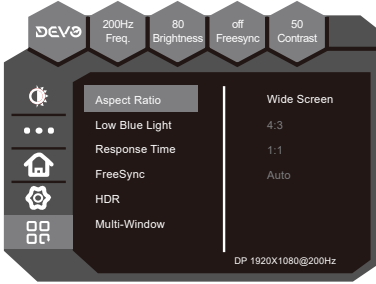 DEVO
200Hz
Freq.
80
Brightness
off
Freesync
50
Contrast
Aspect Ratio
Wide Screen
Low Blue Light
4:3
Response Time
1:1
FreeSync
Auto
HDR
Multi-Window
DP 1920X1080@200Hz